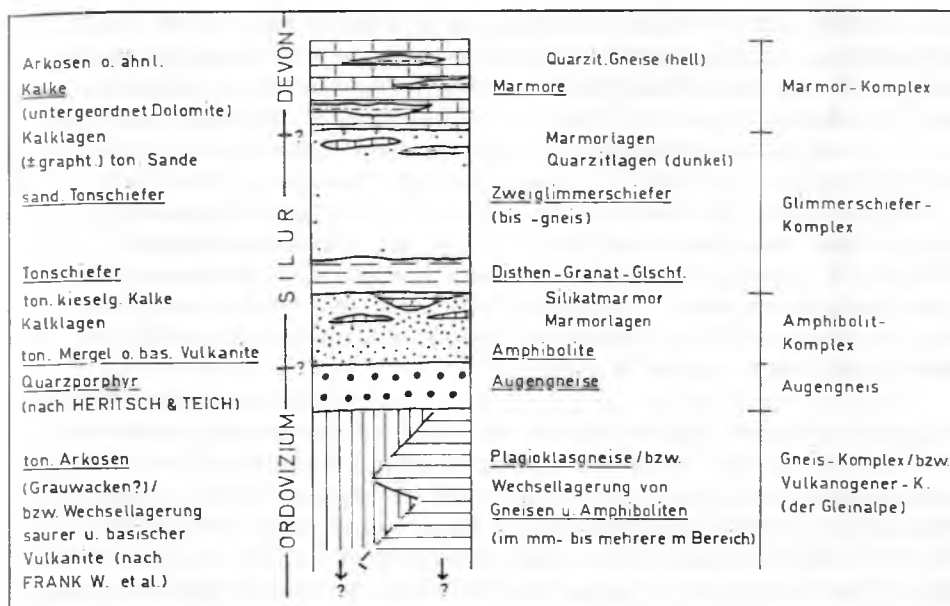 Arkosen o. ähnl.
Kalke
(untergeordnet Dolomite)
Kalklagen
(± grapht.) ton. Sande
sand. Tonschiefer
Tonschiefer
ton. kieselg. Kalke
Kalklagen
ton. Mergel o. bas. Vulkanite
Quarzporphyr
(nach HERITSCH & TEICH)
ton. Arkosen
(Grauwacken?)/
bzw. Wechsellagerung
saurer u. basischer
Vulkanite (nach
FRANK W. et al.)
DEVON
?
SILUR
?
ORDOVIZIUM
?
?
Quarzit. Gneise (hell)
Marmore
Marmorlagen
Quarzitlagen (dunkel)
Zweiglimmerschiefer
(bis -gneis)
Disthen-Granat-Glschf.
Silikatmarmor
Marmorlagen
Amphibolite
Augengneise
Plagioklasgneise/bzw.
Wechsellagerung von
Gneisen u. Amphiboliten
(im mm- bis mehrere m Bereich)
Marmor-Komplex
Glimmerschiefer-
Komplex
Amphibolit-
Komplex
Augengneis
Gneis-Komplex/bzw.
Vulkanogener-K.
(der Gleinalpe)